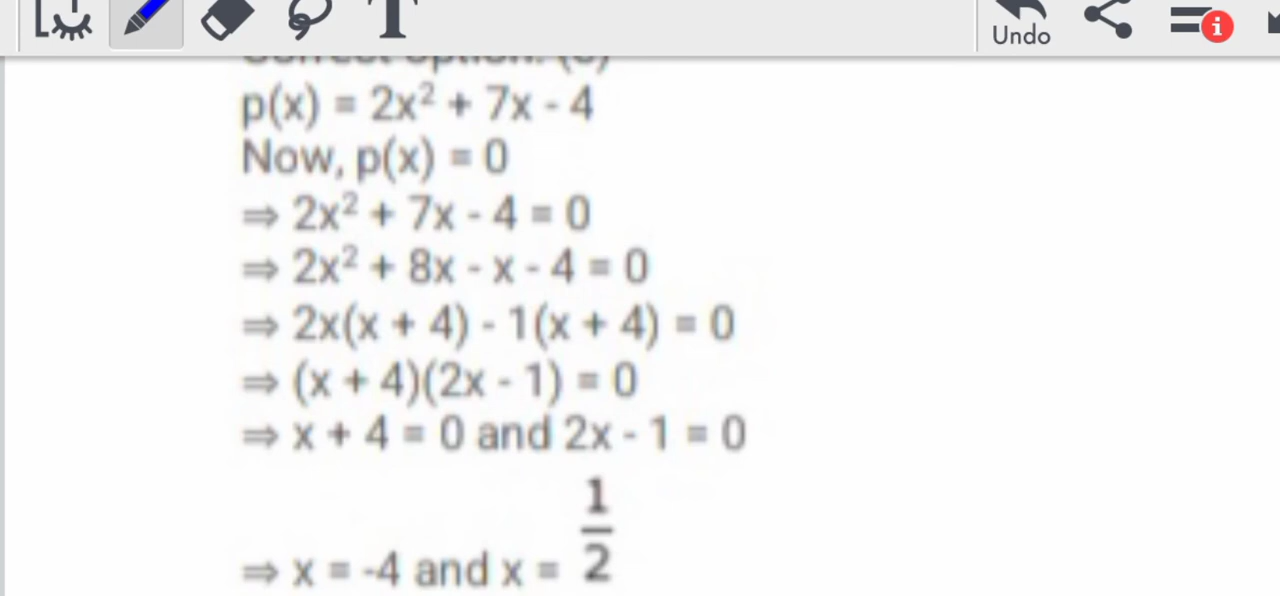 T
Undo
i
p(x) = 2x² + 7x - 4
Now, p(x) = 0
⇒ 2x² + 7x - 4 = 0
⇒ 2x² + 8x - x - 4 = 0
⇒ 2x(x + 4) - 1(x + 4) = 0
⇒ (x + 4)(2x - 1) = 0
⇒ x + 4 = 0 and 2x - 1 = 0
⇒ x = -4 and x = 1/2